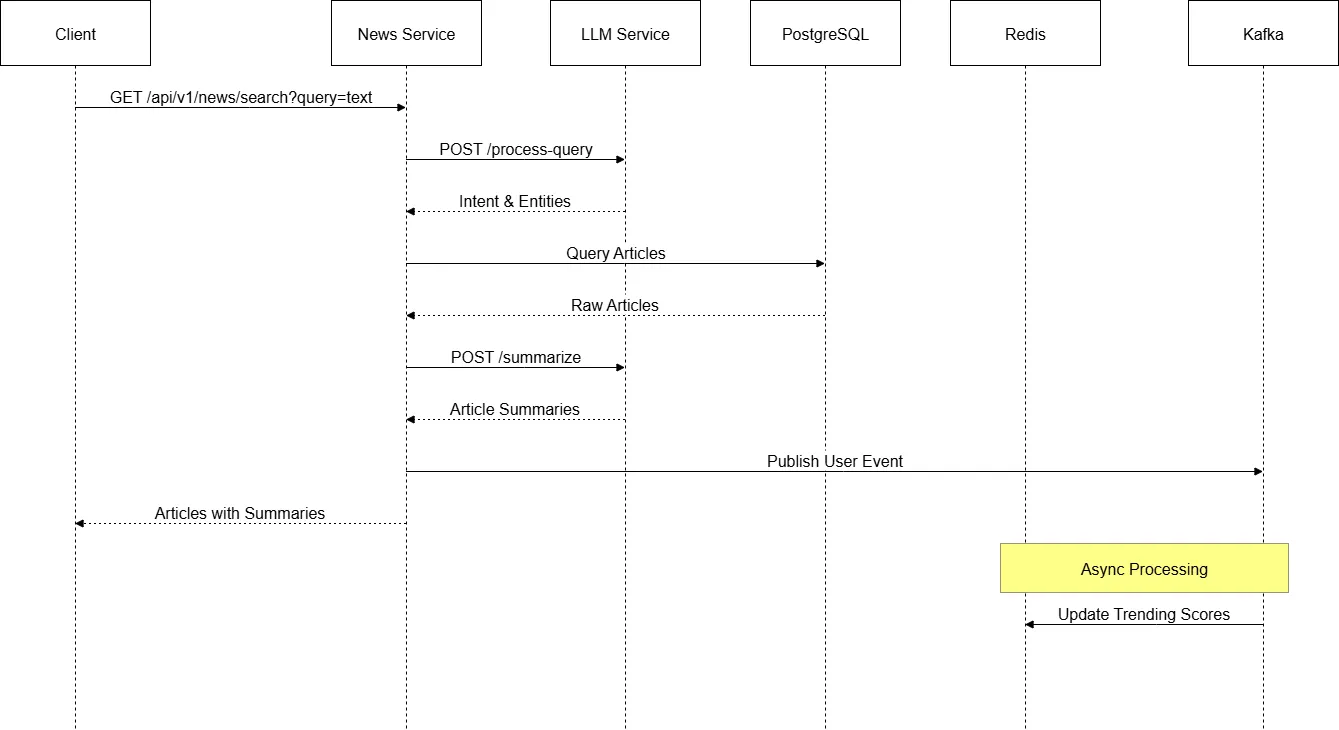 Client
News Service
LLM Service
PostgreSQL
Redis
Kafka
GET /api/v1/news/search?query=text
POST /process-query
Intent & Entities
Query Articles
Raw Articles
POST /summarize
Article Summaries
Publish User Event
Articles with Summaries
Async Processing
Update Trending Scores